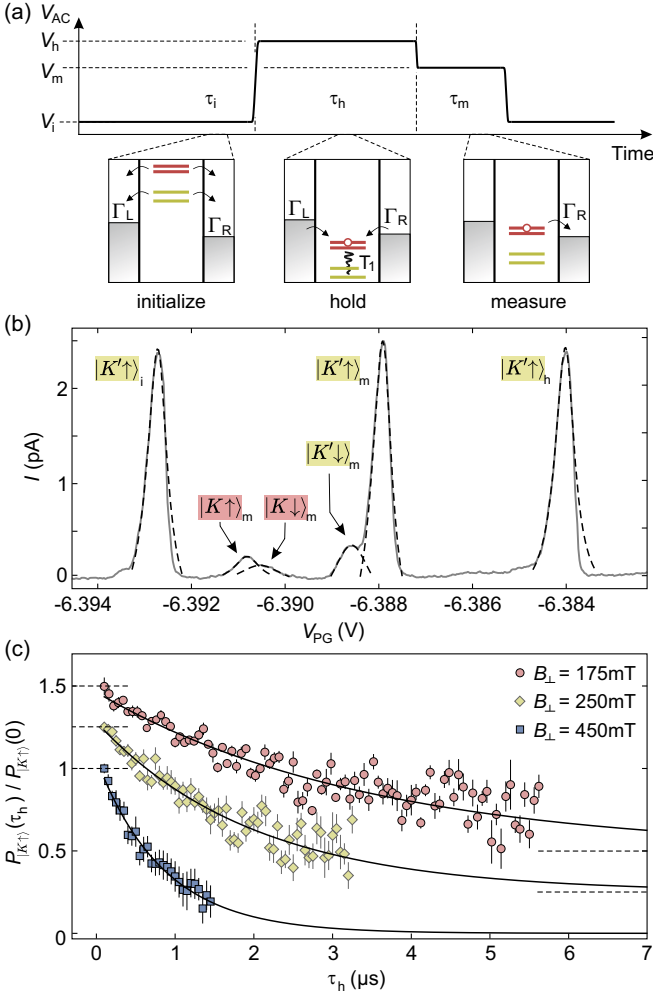 (a)
V_AC
V_h
V_m
V_i
τ_i
τ_h
τ_m
Time
Γ_L
Γ_R
Γ_L
Γ_R
T_1
Γ_R
initialize
hold
measure
(b)
|K′↑⟩_i
|K′↑⟩_m
|K′↑⟩_h
|K′↓⟩_m
|K↑⟩_m
|K↓⟩_m
I (pA)
2
1
0
-6.394 -6.392 -6.390 -6.388 -6.386 -6.384
V_PG (V)
(c)
B_⊥ = 175mT
B_⊥ = 250mT
B_⊥ = 450mT
P_|K↑⟩(τ_h) / P_|K↑⟩(0)
1.5
1
0.5
0
0 1 2 3 4 5 6 7
τ_h (μs)